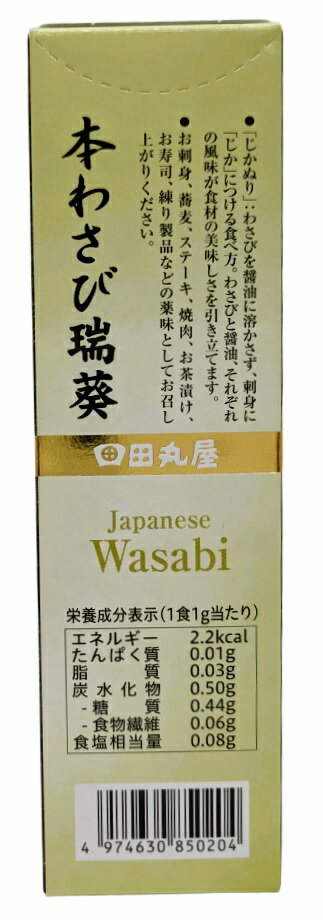 ●「じかぬり」:わさびを醤油に溶かさず、刺身に
「じか」につける食べ方。わさびと醤油、それぞれ
の風味が食材の美味しさを引き立てます。
●お刺身、蕎麦、ステーキ、焼肉、お茶漬け、
お寿司、練り製品などの薬味としてお召し
上がりください。
本わさび瑞葵
田丸屋
Japanese
Wasabi
栄養成分表示(1食1g当たり)
エネルギー 2.2kcal
たんぱく質 0.01g
脂質 0.03g
炭水化物 0.50g
-糖質 0.44g
-食物繊維 0.06g
食塩相当量 0.08g
4 974630 850204